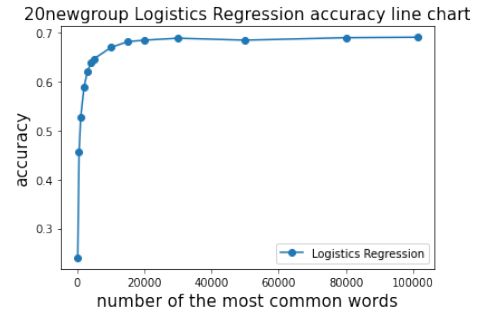 20newgroup Logistics Regression accuracy line chart
0.7
0.6
0.5
0.4
0.3
accuracy
Logistics Regression
0 20000 40000 60000 80000 100000
number of the most common words